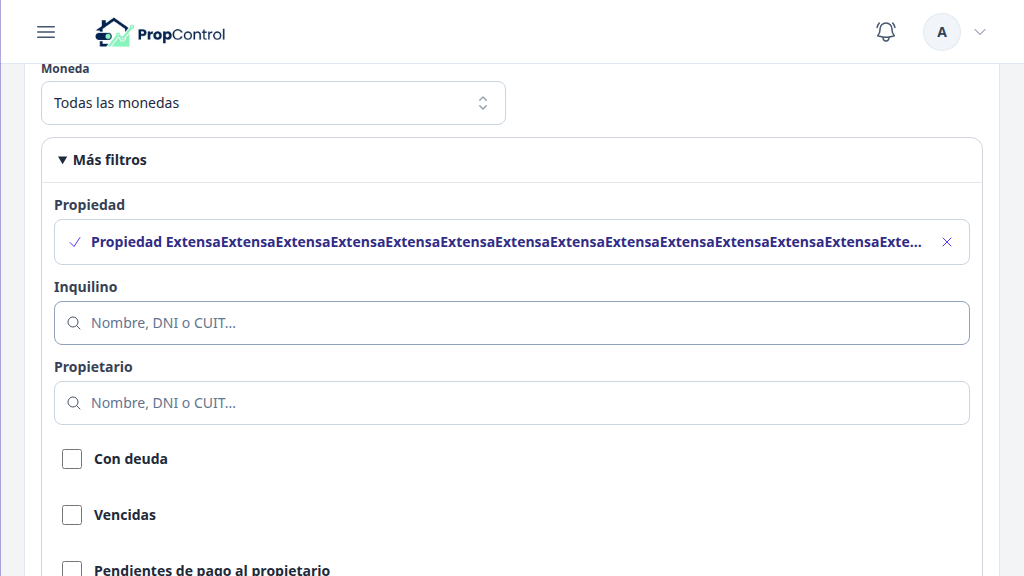 PropControl
A
Moneda
Todas las monedas
Más filtros
Propiedad
Propiedad ExtensaExtensaExtensaExtensaExtensaExtensaExtensaExtensaExtensaExtensaExtensaExtensaExtensaExte...
Inquilino
Nombre, DNI o CUIT...
Propietario
Nombre, DNI o CUIT...
Con deuda
Vencidas
Pendientes de pago al propietario